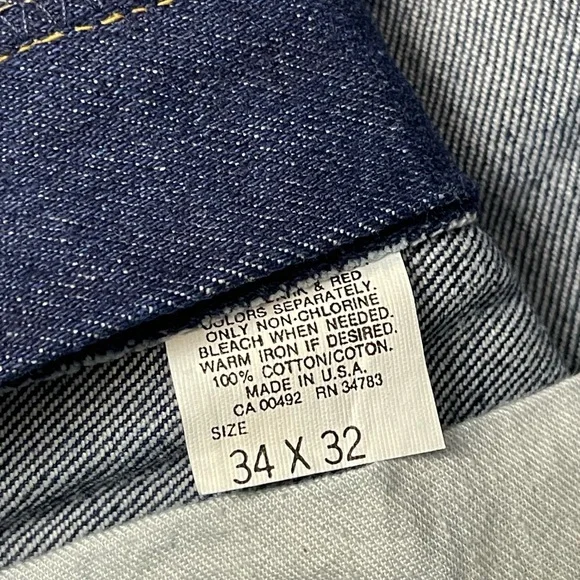 & RED
COLORS SEPARATELY.
ONLY NON-CHLORINE
BLEACH WHEN NEEDED.
WARM IRON IF DESIRED.
100% COTTON/COTON.
MADE IN U.S.A.
CA 00492 RN 34783
SIZE
34 X 32